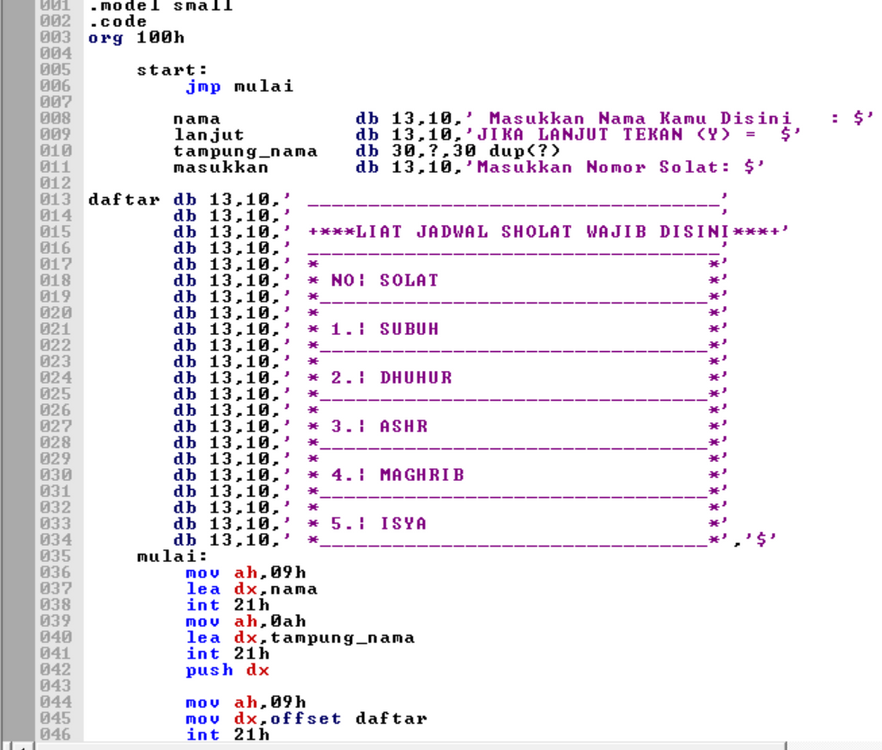 001 .model small
002 .code
003 org 100h
004
005     start:
006         jmp mulai
007
008        nama               db 13,10,' Masukkan Nama Kamu Disini   : $'
009        lanjut             db 13,10,'JIKA LANJUT TEKAN (Y) =  $'
010        tampung_nama   db 30,?,30 dup(?)
011        masukkan       db 13,10,'Masukkan Nomor Solat: $'
012
013 daftar db 13,10,' __________________________________'
014        db 13,10,'                                   '
015        db 13,10,' +***LIAT JADWAL SHOLAT WAJIB DISINI***+'
016        db 13,10,' __________________________________'
017        db 13,10,' *                                *'
018        db 13,10,' * NO¦ SOLAT                       '
019        db 13,10,' *________________________________*'
020        db 13,10,' *                                *'
021        db 13,10,' * 1.¦ SUBUH                       '
022        db 13,10,' *________________________________*'
023        db 13,10,' *                                *'
024        db 13,10,' * 2.¦ DHUHUR                      '
025        db 13,10,' *________________________________*'
026        db 13,10,' *                                *'
027        db 13,10,' * 3.¦ ASHR                        '
028        db 13,10,' *________________________________*'
029        db 13,10,' *                                *'
030        db 13,10,' * 4.¦ MAGHRIB                     '
031        db 13,10,' *________________________________*'
032        db 13,10,' *                                *'
033        db 13,10,' * 5.¦ ISYA                        '
034        db 13,10,' *________________________________*','$'
035     mulai:
036         mov ah,09h
037         lea dx,nama
038         int 21h
039         mov ah,0ah
040         lea dx,tampung_nama
041         int 21h
042         push dx
043
044         mov ah,09h
045         mov dx,offset daftar
046         int 21h